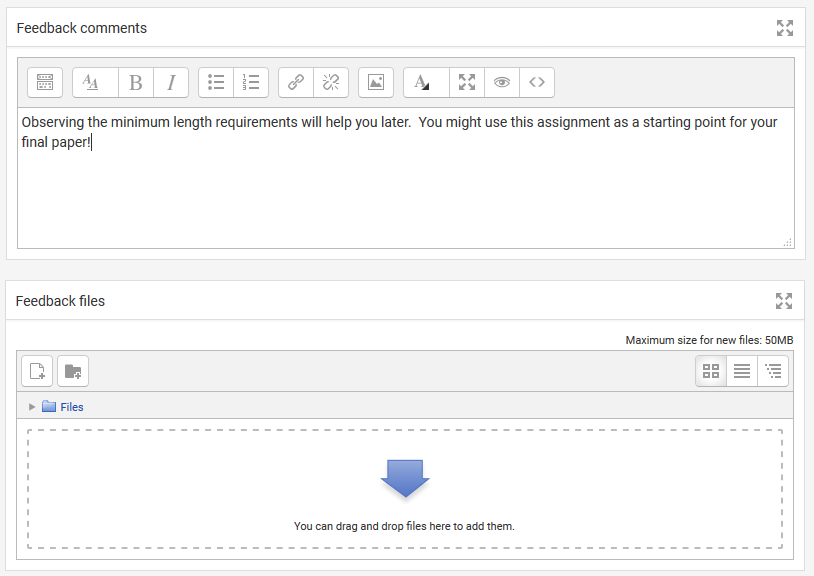 Feedback comments
Observing the minimum length requirements will help you later.  You might use this assignment as a starting point for your
final paper!
Feedback files
Maximum size for new files: 50MB
Files
You can drag and drop files here to add them.